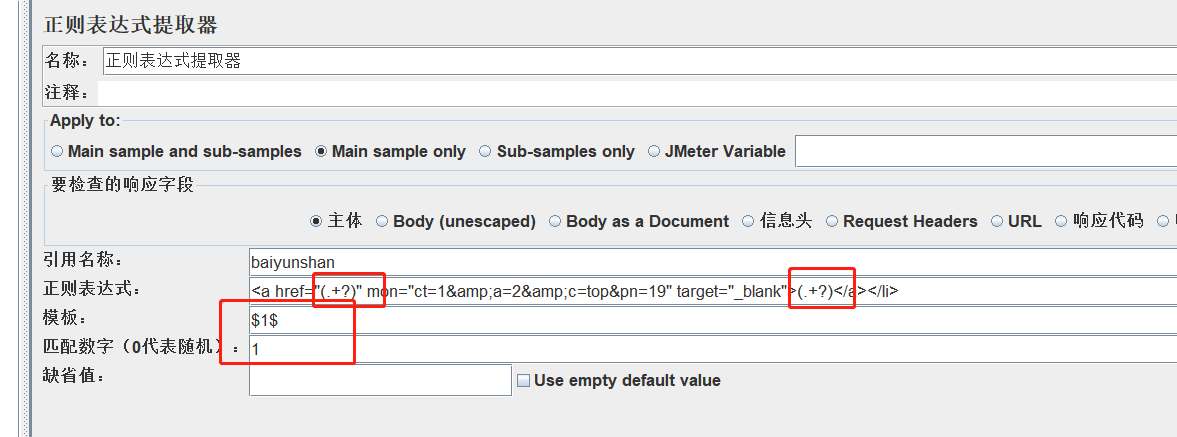 正则表达式提取器
名称： 正则表达式提取器
注释：
Apply to:
Main sample and sub-samples Main sample only Sub-samples only JMeter Variable
要检查的响应字段
主体 Body (unescaped) Body as a Document 信息头 Request Headers URL 响应代码
引用名称： baiyunshan
正则表达式： <a href="(.+?)" mon="ct=1&amp;a=2&amp;c=top&pn=19" target="_blank">(.+?)</a></li>
模板： $1$
匹配数字（0代表随机）： 1
缺省值： Use empty default value